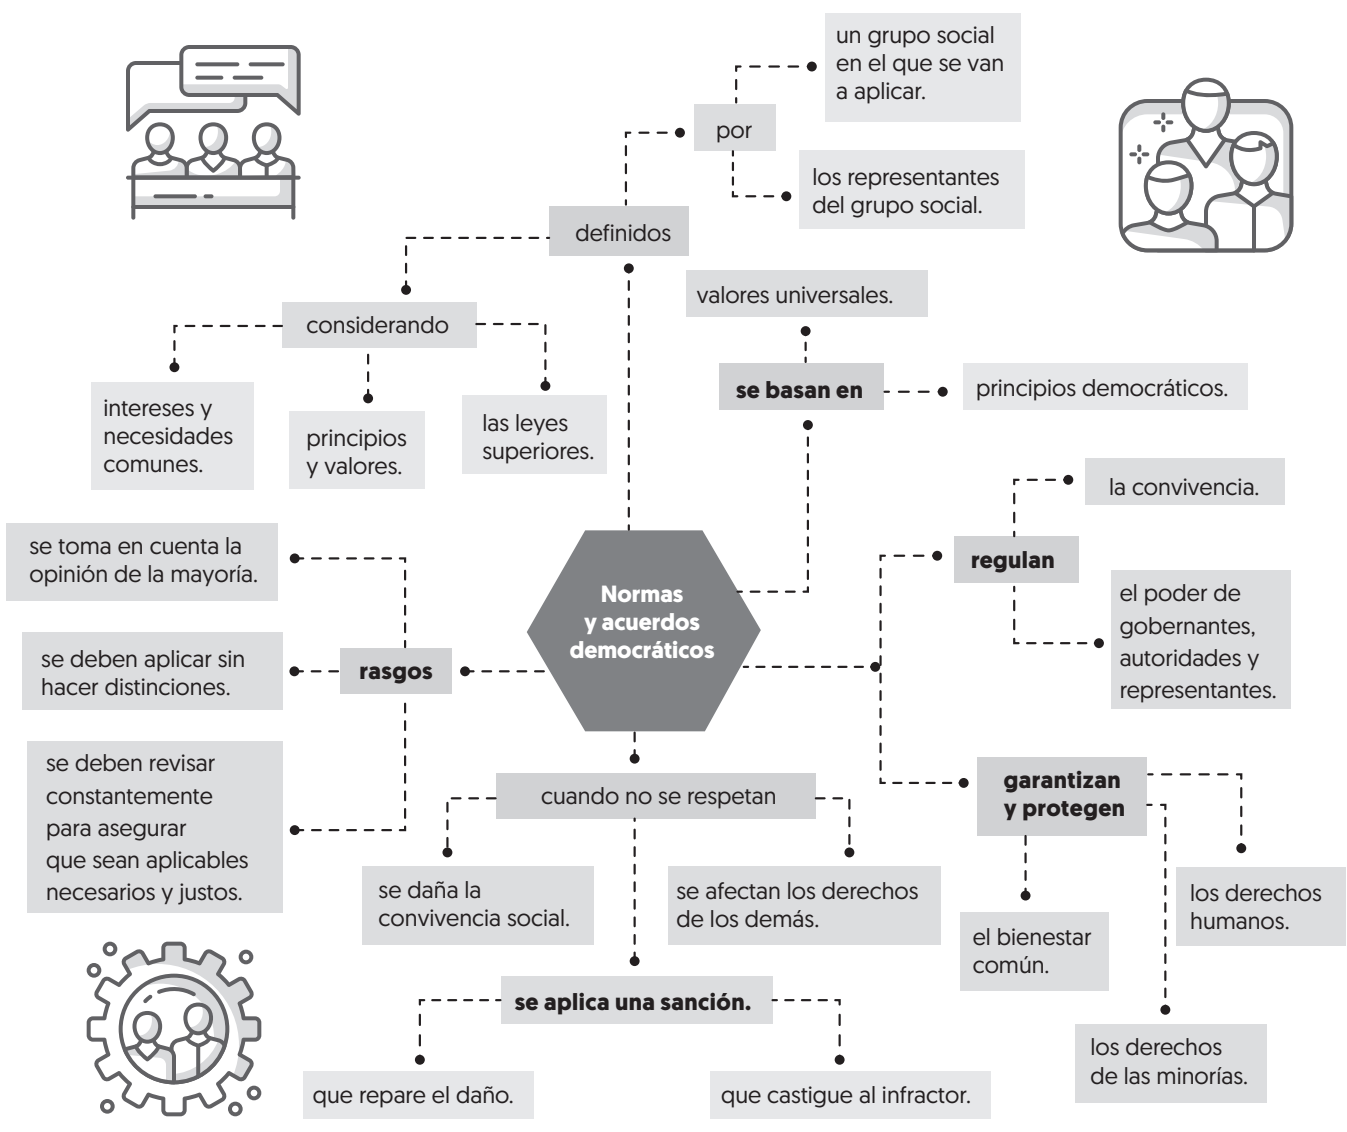 un grupo social
en el que se van
a aplicar.
por
los representantes
del grupo social.
definidos
valores universales.
considerando
se basan en
principios democráticos.
intereses y
necesidades
comunes.
principios
y valores.
las leyes
superiores.
la convivencia.
se toma en cuenta la
opinión de la mayoría.
regulan
Normas
y acuerdos
democráticos
el poder de
gobernantes,
autoridades y
representantes.
se deben aplicar sin
hacer distinciones.
rasgos
se deben revisar
constantemente
para asegurar
que sean aplicables
necesarios y justos.
cuando no se respetan
garantizan
y protegen
se daña la
convivencia social.
se afectan los derechos
de los demás.
los derechos
humanos.
el bienestar
común.
se aplica una sanción.
los derechos
de las minorías.
que repare el daño.
que castigue al infractor.